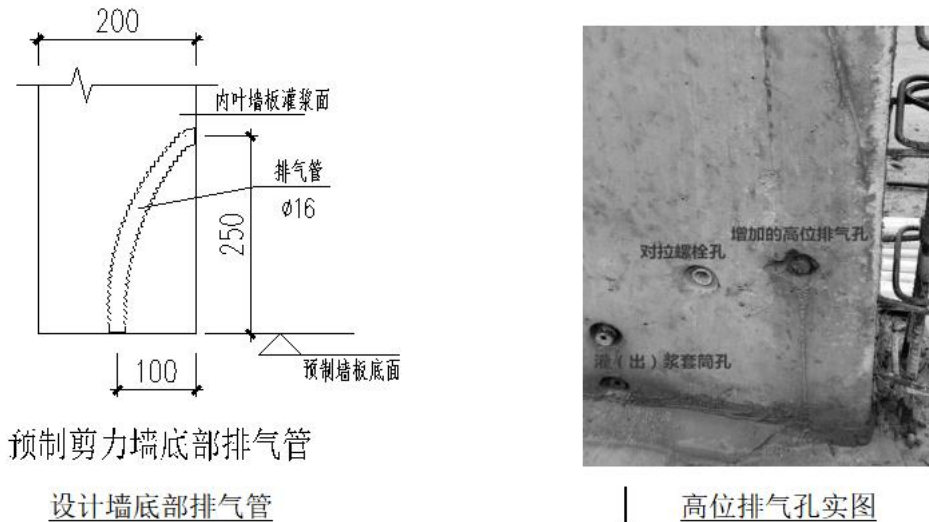 200
内叶墙板灌浆面
排气管
ø16
250
100
预制墙板底面
预制剪力墙底部排气管
设计墙底部排气管
对拉螺栓孔
增加的高位排气孔
灌（出）浆套筒孔
高位排气孔实图